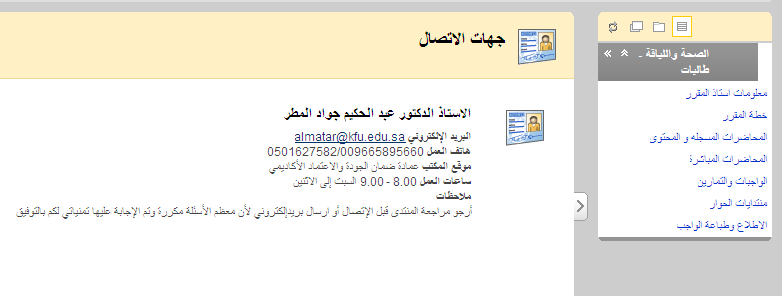 جهات الاتصال
الاستاذ الدكتور عبد الحكيم جواد المطر
البريد الإلكتروني almatar@kfu.edu.sa
هاتف العمل 0501627582/009665895660
موقع المكتب عمادة ضمان الجودة والاعتماد الأكاديمي
ساعات العمل 8.00 - 9.00 السبت إلى الاثنين
ملاحظات
أرجو مراجعة المنتدى قبل الإتصال أو ارسال بريدإلكتروني لأن معظم الأسئلة مكررة وتم الإجابة عليها تمنياتي لكم بالتوفيق
الصحة واللياقة -
طالبات
معلومات استاذ المقرر
خطة المقرر
المحاضرات المسجله و المحتوى
المحاضرات المباشرة
الواجبات والتمارين
منتديات الحوار
الاطلاع وطباعة الواجب